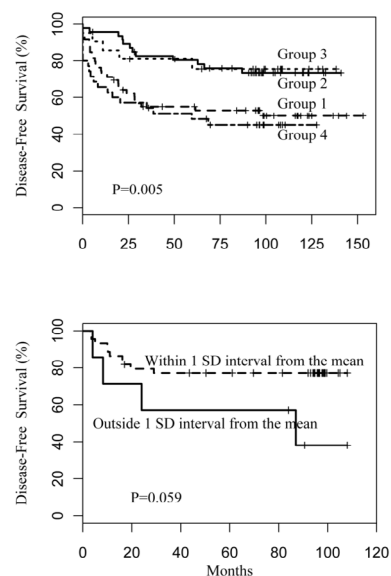 Disease-Free Survival (%)
100
80
60
40
20
0
Group 3
Group 2
Group 1
Group 4
P=0.005
0 25 50 75 100 125 150
Disease-Free Survival (%)
100
80
60
40
20
0
Within 1 SD interval from the mean
Outside 1 SD interval from the mean
P=0.059
0 20 40 60 80 100 120
Months